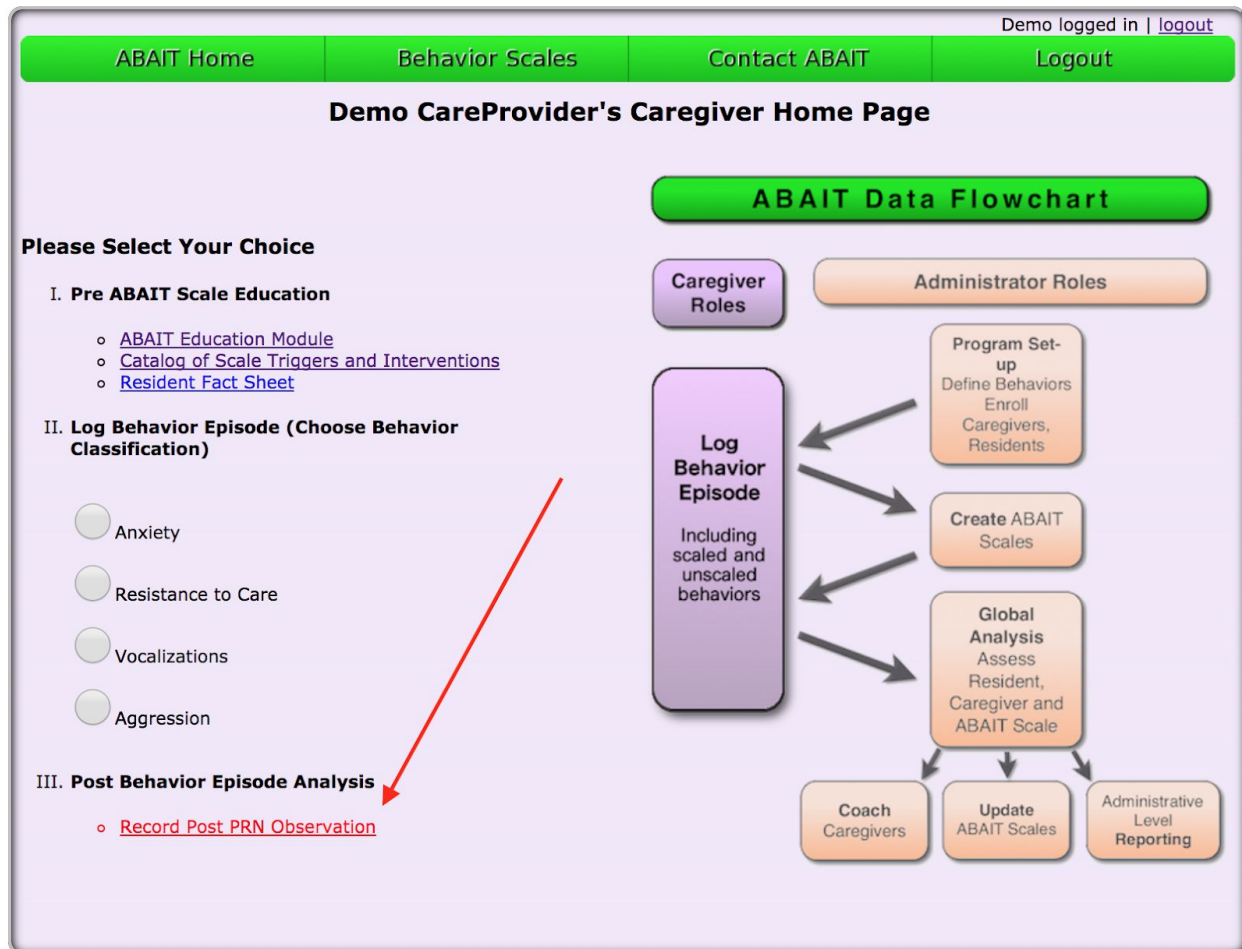 Demo logged in | logout
ABAIT Home
Behavior Scales
Contact ABAIT
Logout
Demo CareProvider's Caregiver Home Page
Please Select Your Choice
I. Pre ABAIT Scale Education
ABAIT Education Module
Catalog of Scale Triggers and Interventions
Resident Fact Sheet
II. Log Behavior Episode (Choose Behavior
Classification)
Anxiety
Resistance to Care
Vocalizations
Aggression
III. Post Behavior Episode Analysis
Record Post PRN Observation
ABAIT Data Flowchart
Caregiver
Roles
Administrator Roles
Log
Behavior
Episode
Including
scaled and
unscaled
behaviors
Program Set-
up
Define Behaviors
Enroll
Caregivers,
Residents
Create ABAIT
Scales
Global
Analysis
Assess
Resident,
Caregiver and
ABAIT Scale
Coach
Caregivers
Update
ABAIT Scales
Administrative
Level
Reporting